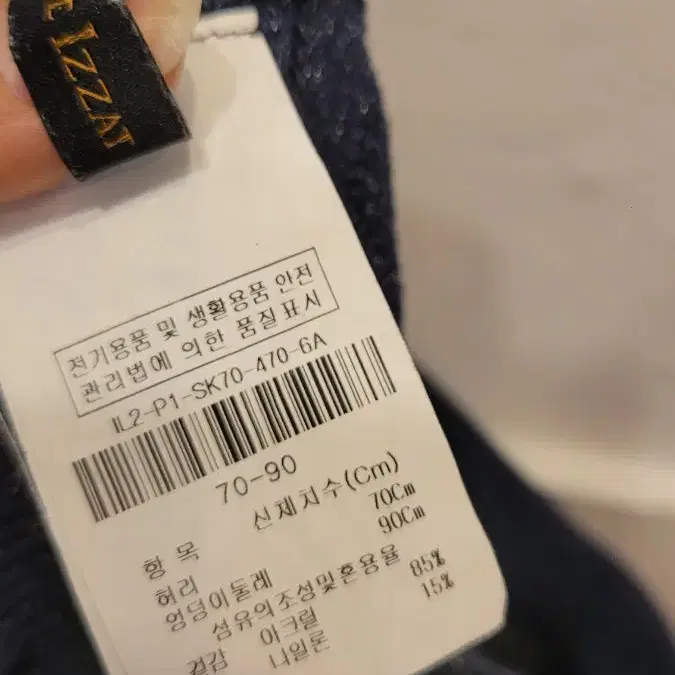 IZZAT
전기용품 및 생활용품 안전
관리법에 의한 품질표시
IL2-P1-SK70-470-6A
70-90
신체치수(Cm)
항 목
허리 70Cm
엉덩이둘레 90Cm
섬유의조성및혼용율
겉감 아크릴 85%
나일론 15%